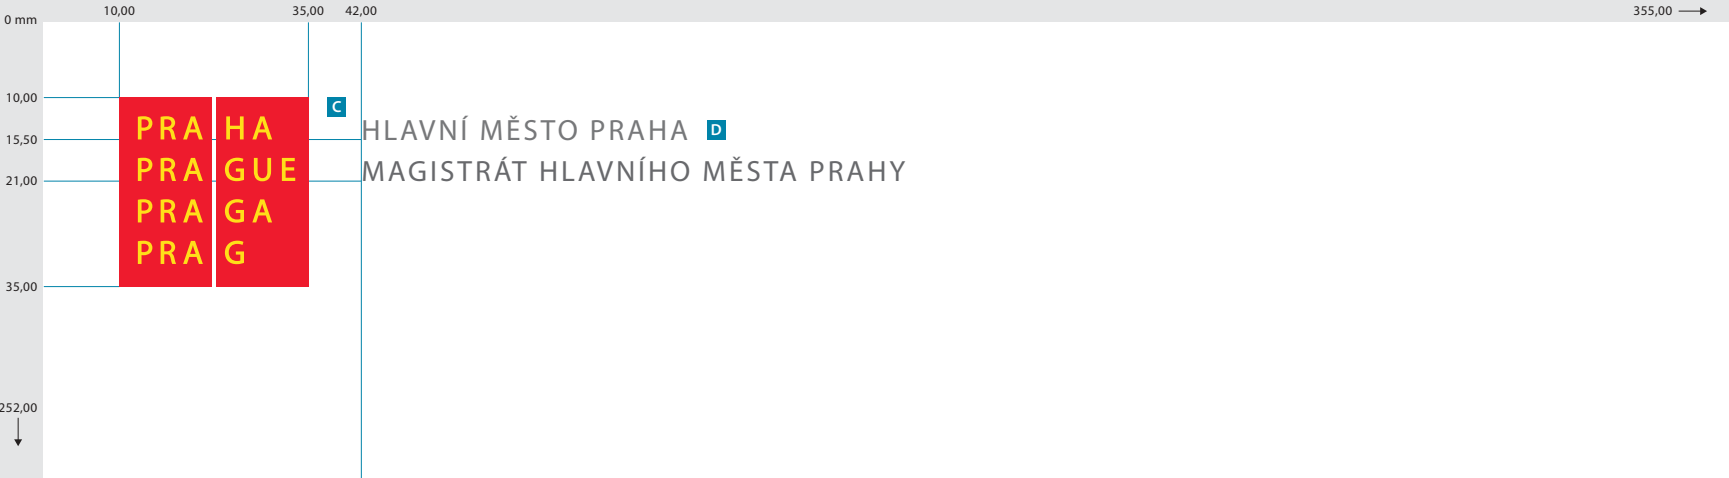 10,00 35,00 42,00 355,00
0 mm
10,00
C
PRA HA
HLAVNÍ MĚSTO PRAHA D
15,50
PRA GUE
MAGISTRÁT HLAVNÍHO MĚSTA PRAHY
21,00
PRA GA
PRA G
35,00
252,00